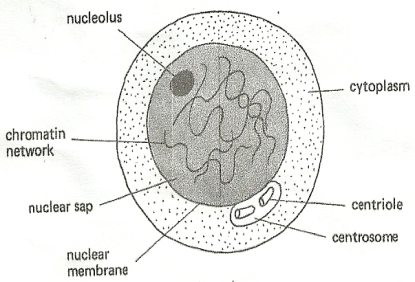 nucleolus
cytoplasm
chromatin
network
nuclear sap
centriole
centrosome
nuclear
membrane